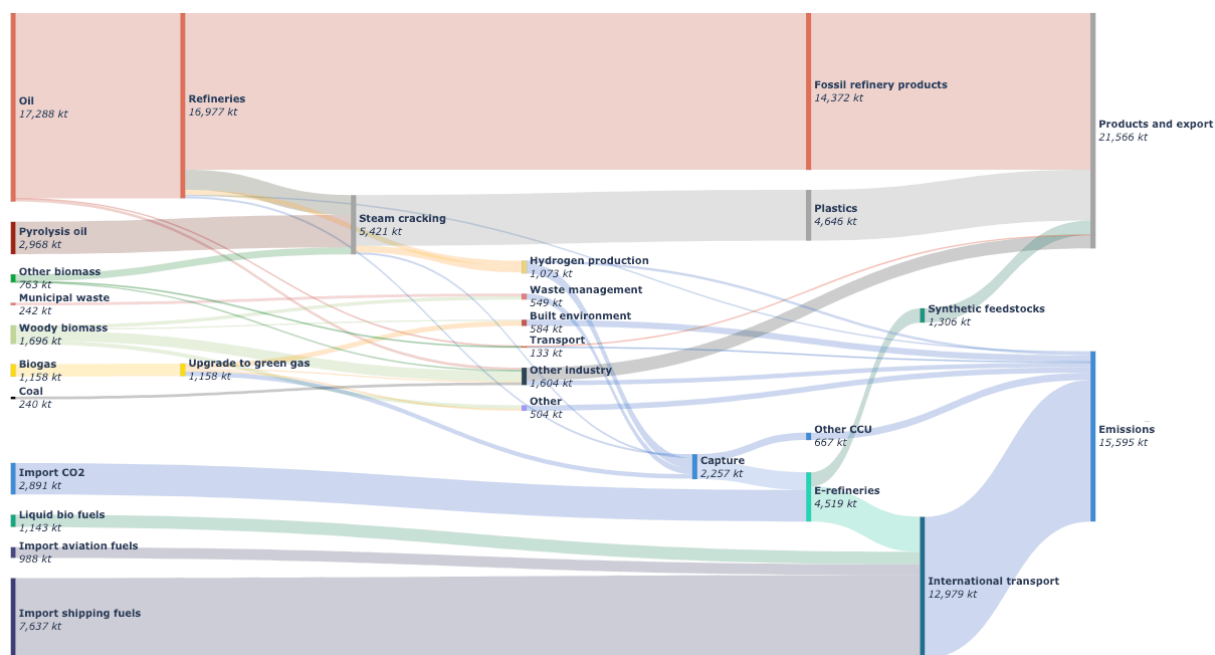 Oil
17,288 kt
Refineries
16,977 kt
Fossil refinery products
14,372 kt
Products and export
21,566 kt
Pyrolysis oil
2,968 kt
Steam cracking
5,421 kt
Plastics
4,646 kt
Other biomass
763 kt
Hydrogen production
1,073 kt
Municipal waste
242 kt
Waste management
549 kt
Woody biomass
1,696 kt
Built environment
584 kt
Synthetic feedstocks
1,306 kt
Transport
133 kt
Biogas
1,158 kt
Upgrade to green gas
1,158 kt
Other industry
1,604 kt
Coal
240 kt
Other
504 kt
Other CCU
667 kt
Emissions
15,595 kt
Import CO2
2,891 kt
Capture
2,257 kt
E-refineries
4,519 kt
Liquid bio fuels
1,143 kt
Import aviation fuels
988 kt
International transport
12,979 kt
Import shipping fuels
7,637 kt